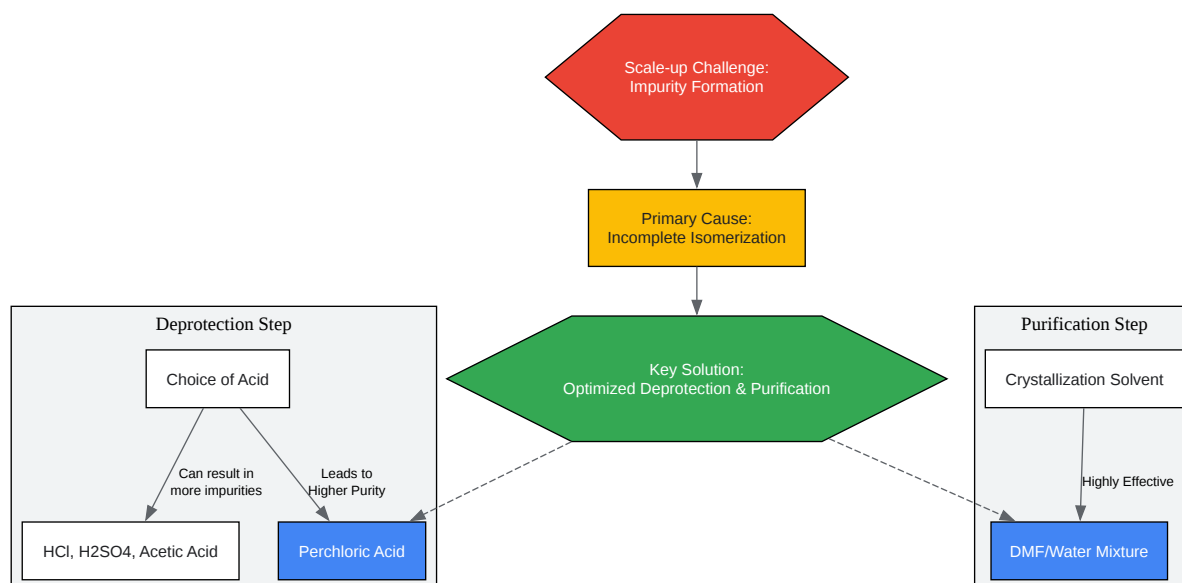 Scale-up Challenge:
Impurity Formation
Primary Cause:
Incomplete Isomerization
Deprotection Step
Purification Step
Choice of Acid
Key Solution:
Optimized Deprotection & Purification
Crystallization Solvent
Can result in
more impurities
Leads to
Higher Purity
Highly Effective
HCl, H2SO4, Acetic Acid
Perchloric Acid
DMF/Water Mixture